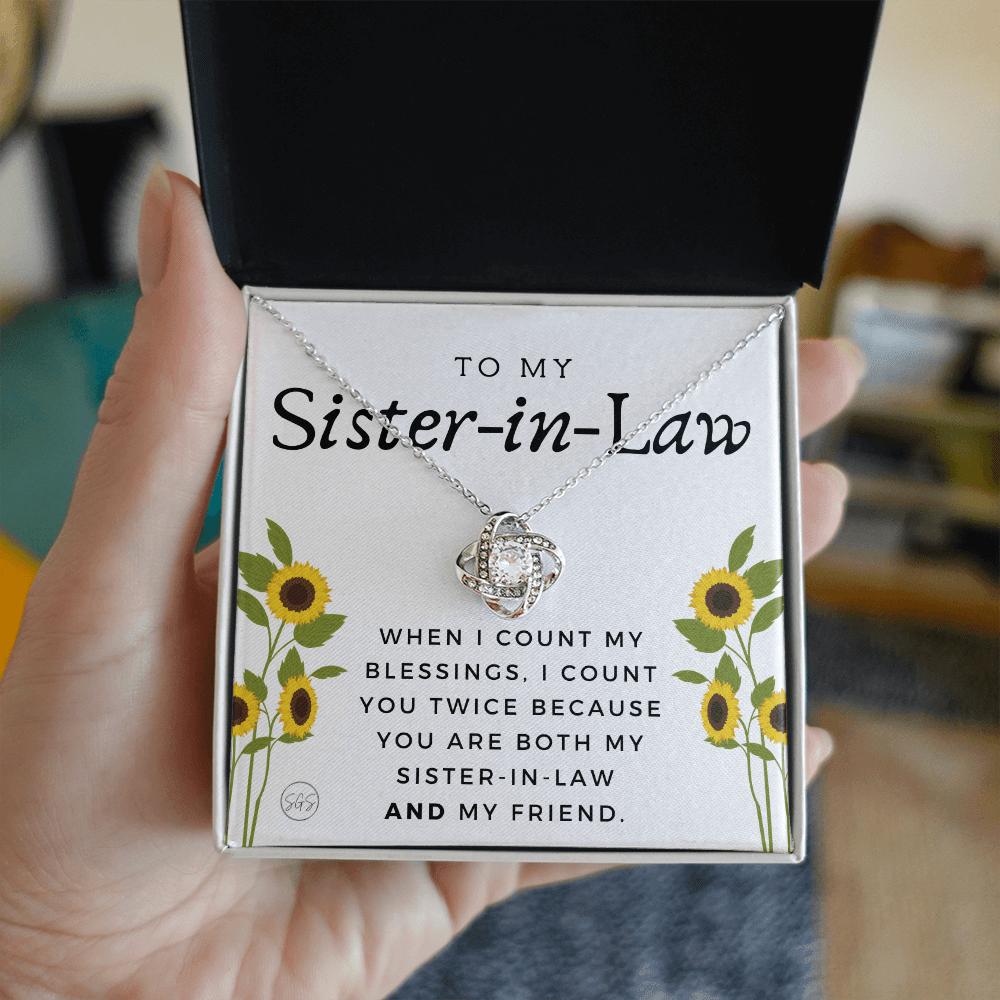 TO MY
Sister-in-Law
WHEN I COUNT MY
BLESSINGS, I COUNT
YOU TWICE BECAUSE
YOU ARE BOTH MY
SISTER-IN-LAW
AND MY FRIEND.
SGS